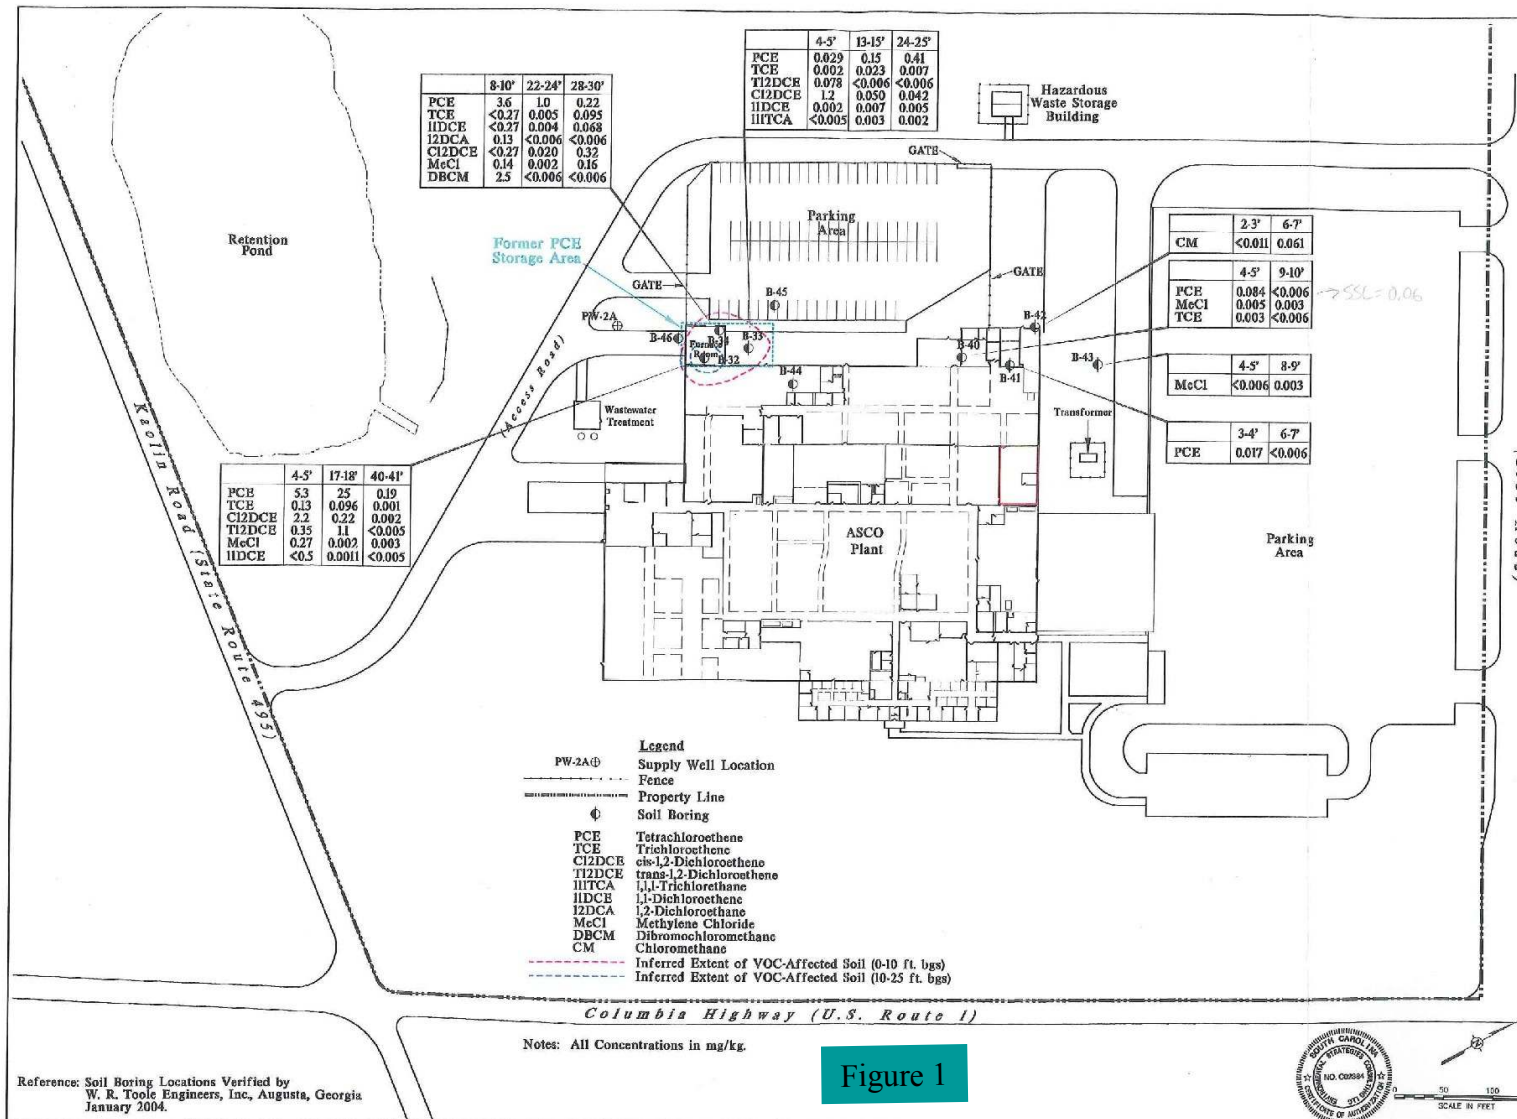 4-5' 13-15' 24-25'
PCE 0.029 0.15 0.41
TCE 0.002 0.023 0.007
T12DCE 0.078 <0.006 <0.006
C12DCE 1.2 0.050 0.042
11DCE 0.002 0.007 0.005
111TCA <0.005 0.003 0.002
8-10' 22-24' 28-30'
PCE 3.6 1.0 0.22
TCE <0.27 0.005 0.095
11DCE <0.27 0.004 0.068
12DCA 0.13 <0.006 <0.006
C12DCE <0.27 0.020 0.32
MeCl 0.14 0.002 0.16
DBCM 2.5 <0.006 <0.006
Hazardous
Waste Storage
Building
GATE
Parking
Area
Retention
Pond
Former PCE
Storage Area
GATE
GATE
2-3' 6-7'
CM <0.011 0.061
4-5' 9-10'
PCE 0.084 <0.006
MeCl 0.005 0.003
TCE 0.003 <0.006
→ SSL = 0.06
B-45
PW-2A
B-46
B-34
B-33
Furnace
Room
B-32
B-44
B-42
B-40
B-41
B-43
4-5' 8-9'
MeCl <0.006 0.003
3-4' 6-7'
PCE 0.017 <0.006
(Access Road)
Wastewater
Treatment
Transformer
4-5' 17-18' 40-41'
PCE 5.3 25 0.19
TCE 0.13 0.096 0.001
C12DCE 2.2 0.22 0.002
T12DCE 0.35 1.1 <0.005
MeCl 0.27 0.002 0.003
11DCE <0.5 0.0011 <0.005
Kaolin Road (State Route 495)
ASCO
Plant
Parking
Area
Legend
PW-2A Supply Well Location
Fence
Property Line
Soil Boring
PCE Tetrachloroethene
TCE Trichloroethene
C12DCE cis-1,2-Dichloroethene
T12DCE trans-1,2-Dichloroethene
111TCA 1,1,1-Trichlorethane
11DCE 1,1-Dichloroethene
12DCA 1,2-Dichloroethane
MeCl Methylene Chloride
DBCM Dibromochloromethane
CM Chloromethane
Inferred Extent of VOC-Affected Soil (0-10 ft. bgs)
Inferred Extent of VOC-Affected Soil (10-25 ft. bgs)
Columbia Highway (U.S. Route 1)
Notes: All Concentrations in mg/kg.
Figure 1
Reference: Soil Boring Locations Verified by
W. R. Toole Engineers, Inc., Augusta, Georgia
January 2004.
SOUTH CAROLINA
CERTIFICATE OF AUTHORIZATION
NO. C02384
0 50 100
SCALE IN FEET